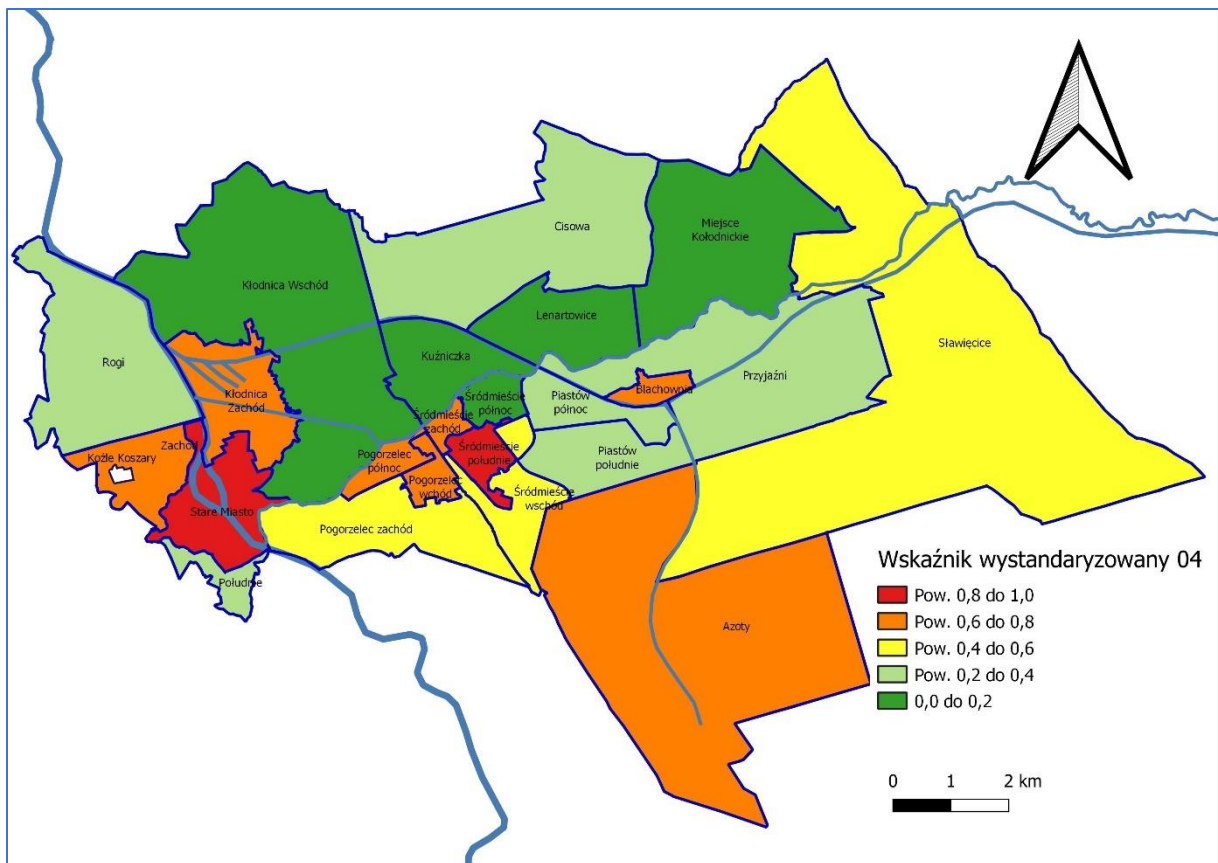 Cisowa
Miejsce
Kołodnickie
Kłodnica Wschód
Lenartowice
Sławięcice
Kuźniczka
Rogi
Przyjaźni
Blachownia
Kłodnica
Zachód
Śródmieście
północ
Piastów
północ
Śródmieście
zachód
Zachód
Koźle Koszary
Pogorzelec
północ
Śródmieście
południe
Piastów
południe
Pogorzelec
wchód
Śródmieście
wschód
Stare Miasto
Pogorzelec zachód
Południe
Azoty
Wskaźnik wystandaryzowany 04
Pow. 0,8 do 1,0
Pow. 0,6 do 0,8
Pow. 0,4 do 0,6
Pow. 0,2 do 0,4
0,0 do 0,2
0 1 2 km